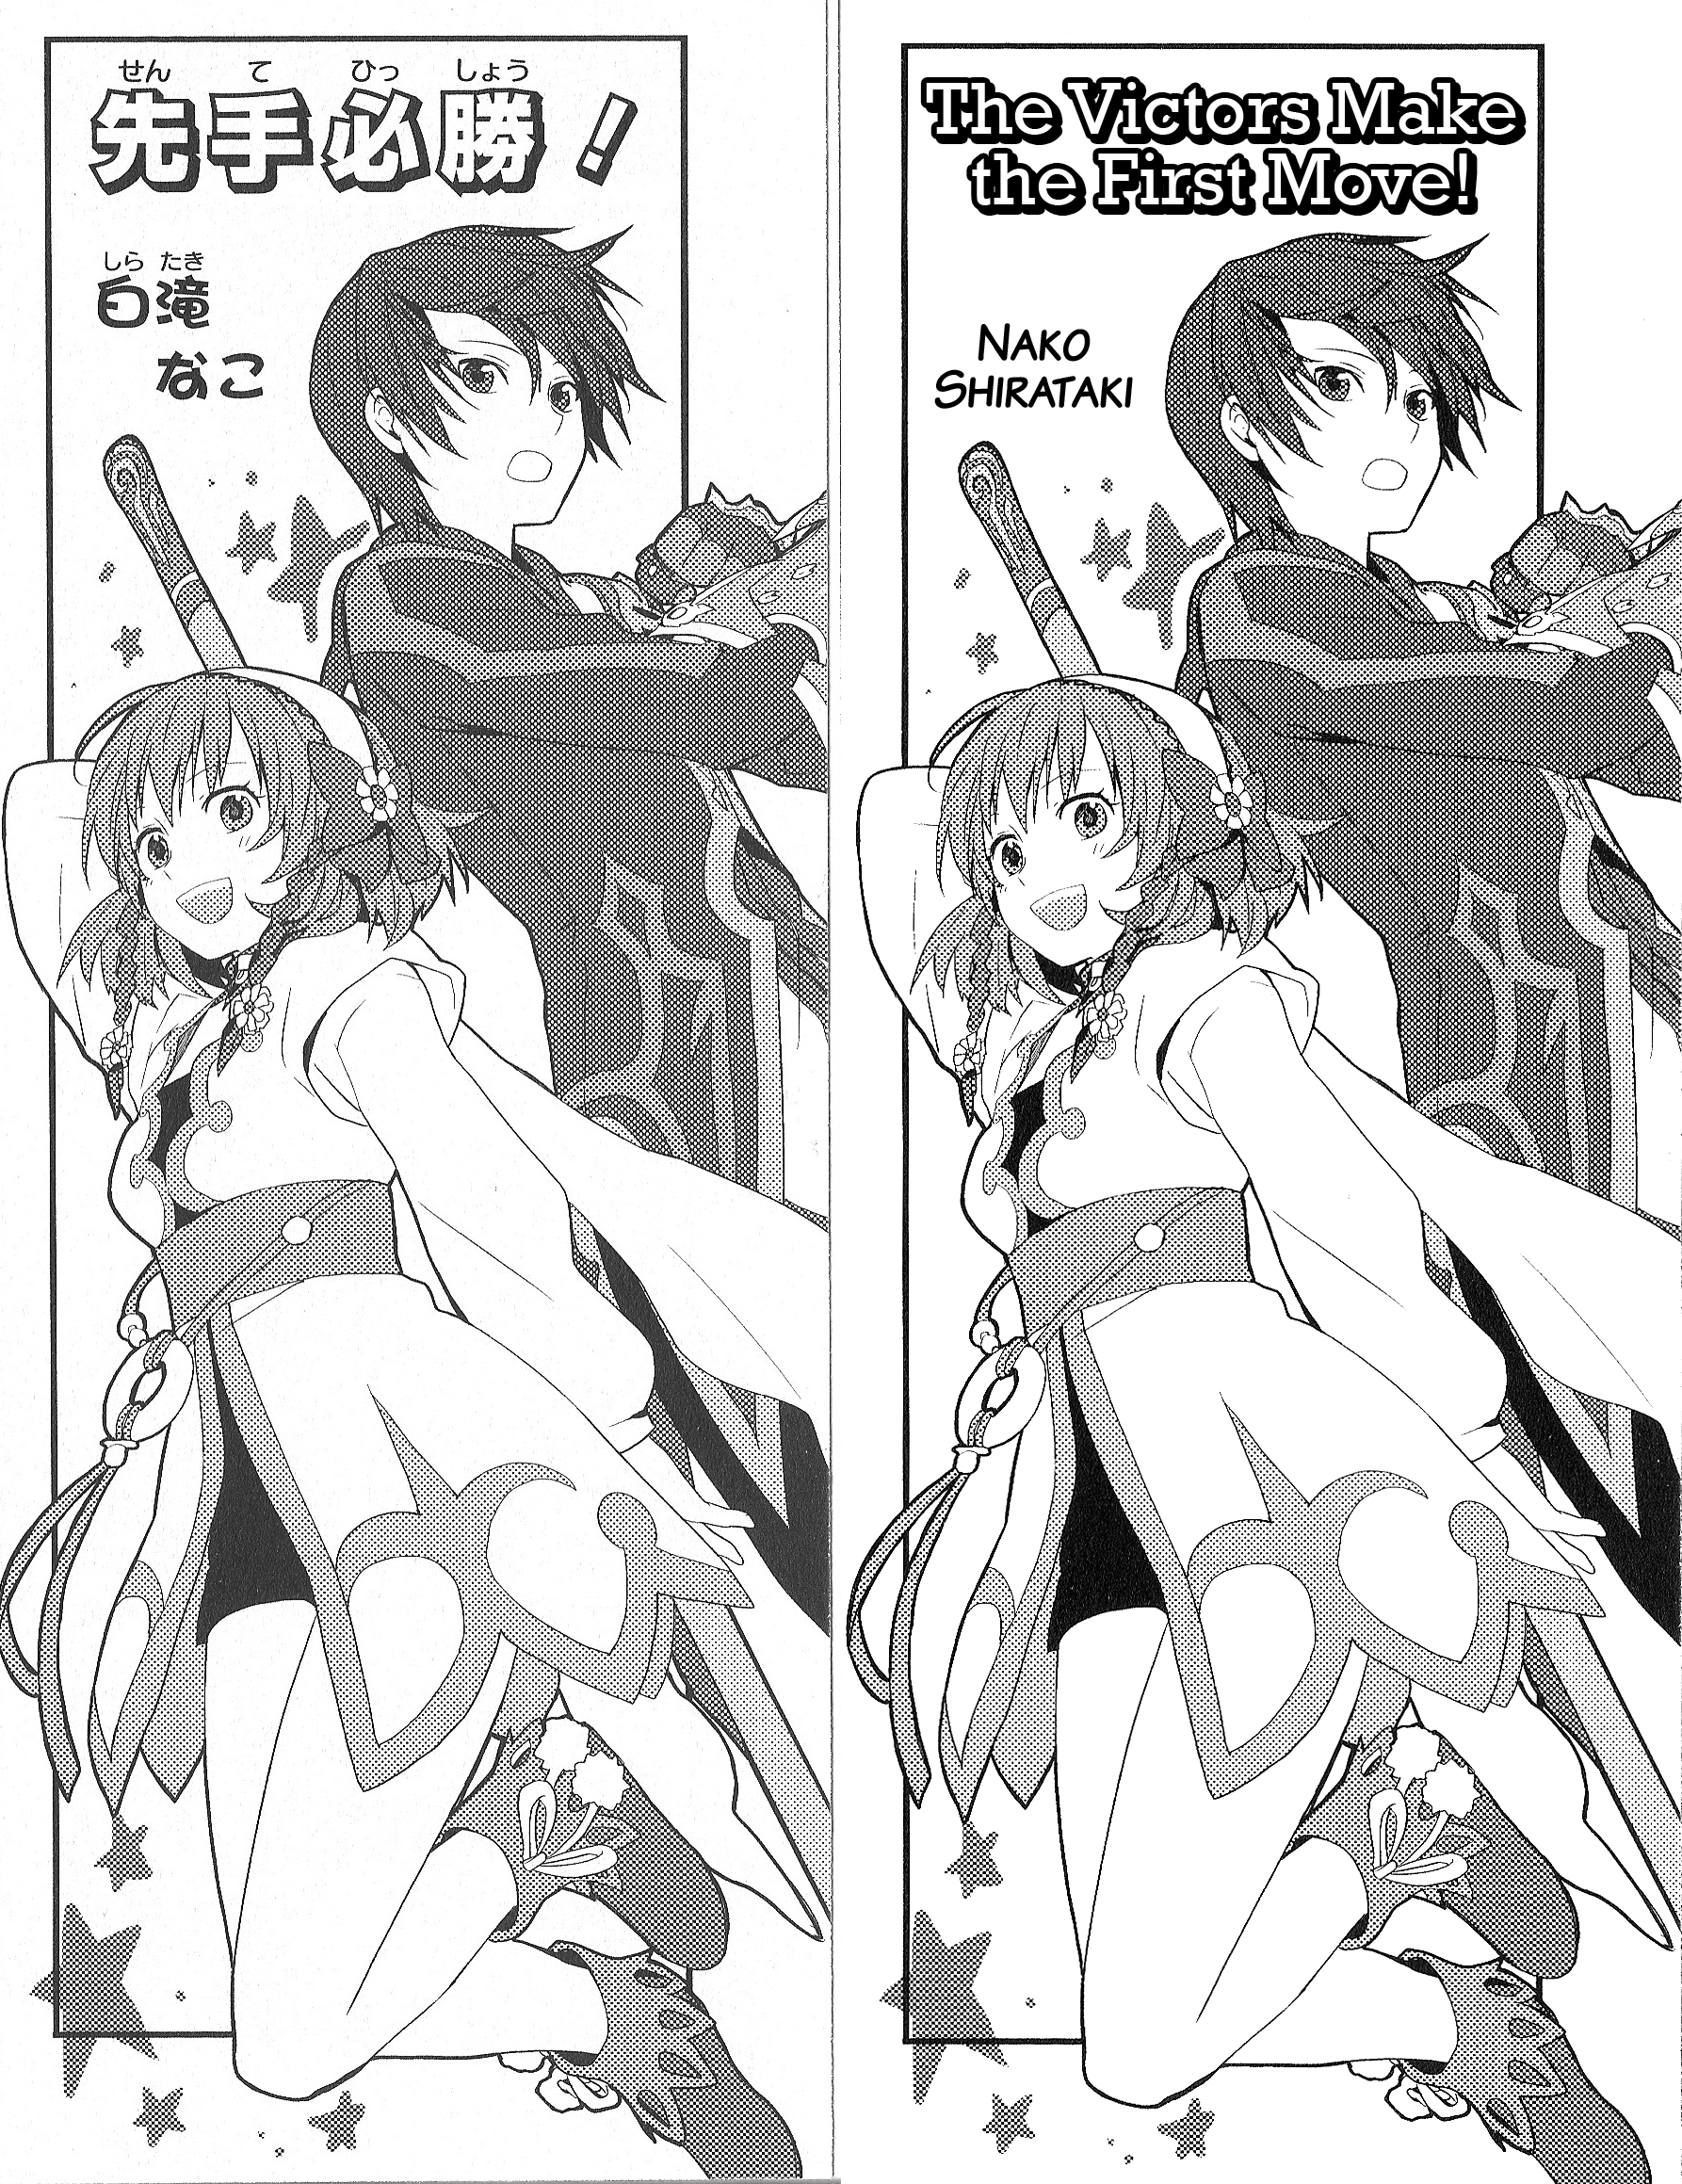 せん て ひっ しょう
先手必勝！
しら たき
白滝
なこ
The Victors Make
the First Move!
NAKO
SHIRATAKI